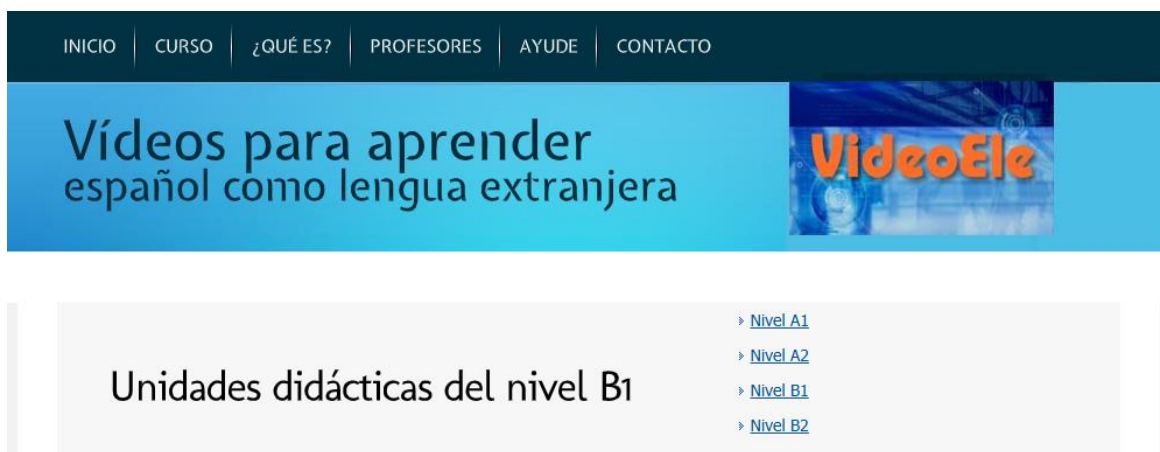 INICIO CURSO ¿QUÉ ES? PROFESORES AYUDE CONTACTO
Vídeos para aprender
español como lengua extranjera
VideoEle
Unidades didácticas del nivel B1
Nivel A1
Nivel A2
Nivel B1
Nivel B2